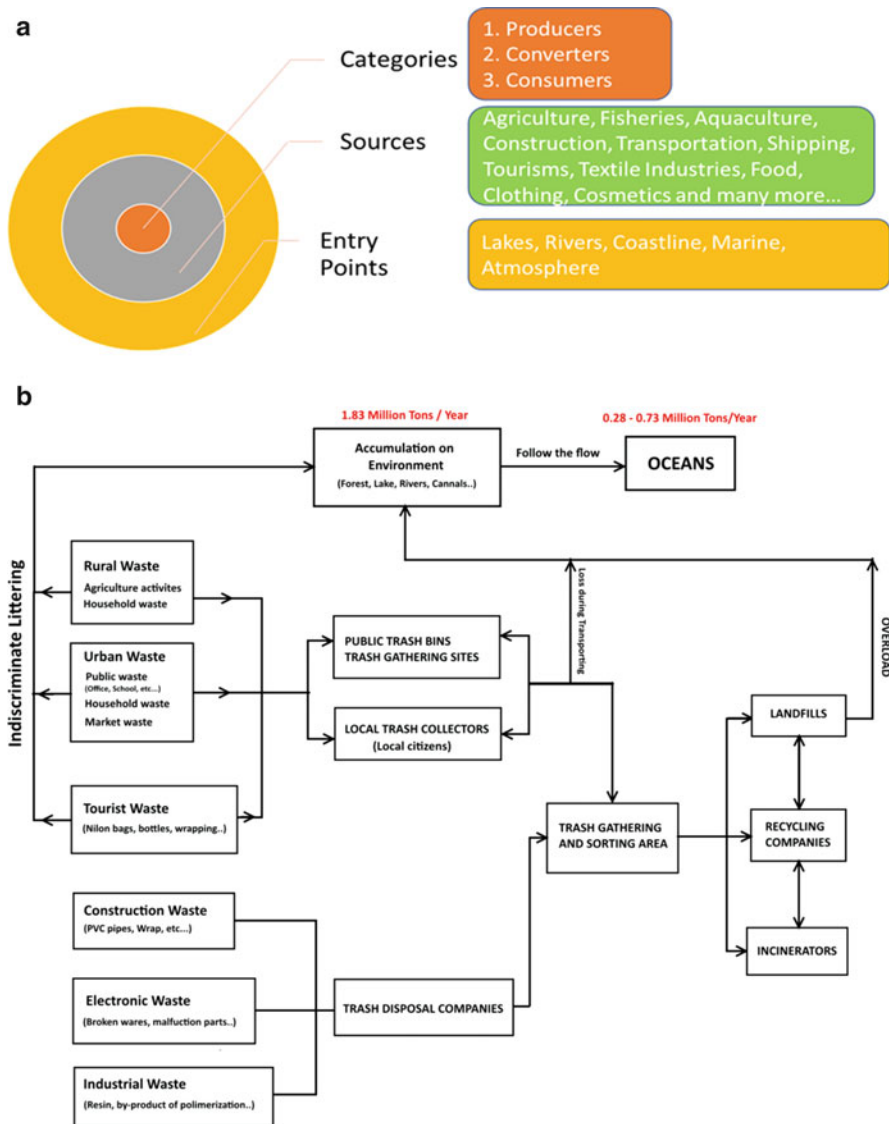 a
Categories
1. Producers
2. Converters
3. Consumers
Sources
Agriculture, Fisheries, Aquaculture,
Construction, Transportation, Shipping,
Tourisms, Textile Industries, Food,
Clothing, Cosmetics and many more...
Entry
Points
Lakes, Rivers, Coastline, Marine,
Atmosphere
b
1.83 Million Tons / Year
0.28 - 0.73 Million Tons/Year
Accumulation on
Environment
(Forest, Lake, Rivers, Cannals..)
Follow the flow
OCEANS
Indiscriminate Littering
Rural Waste
Agriculture activites
Household waste
Urban Waste
Public waste
(Office, School, etc...)
Household waste
Market waste
Tourist Waste
(Nilon bags, bottles, wrapping..)
PUBLIC TRASH BINS
TRASH GATHERING SITES
LOCAL TRASH COLLECTORS
(Local citizens)
Loss during Transporting
OVERLOAD
LANDFILLS
TRASH GATHERING
AND SORTING AREA
RECYCLING
COMPANIES
INCINERATORS
Construction Waste
(PVC pipes, Wrap, etc...)
Electronic Waste
(Broken wares, malfuction parts..)
TRASH DISPOSAL COMPANIES
Industrial Waste
(Resin, by-product of polimerization..)